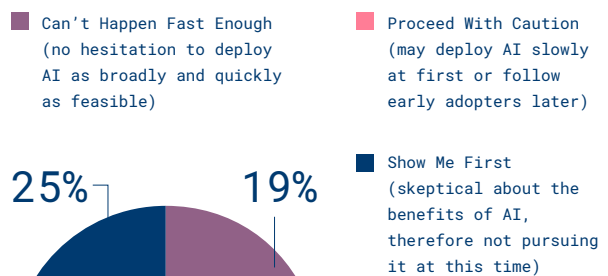 Can’t Happen Fast Enough
(no hesitation to deploy
AI as broadly and quickly
as feasible)
Proceed With Caution
(may deploy AI slowly
at first or follow
early adopters later)
Show Me First
(skeptical about the
benefits of AI,
therefore not pursuing
it at this time)
25%
19%